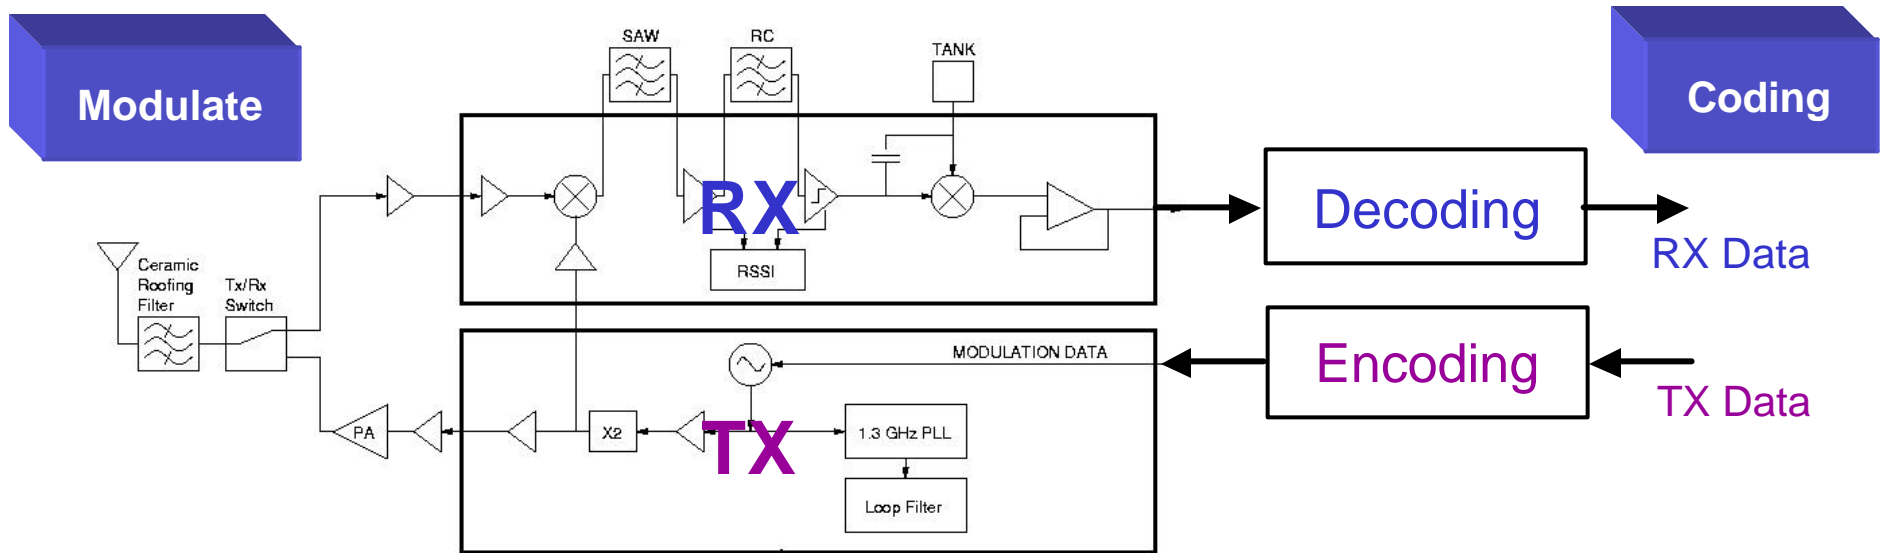 Modulate
SAW
RC
TANK
Coding
RX
RSSI
Decoding
RX Data
Ceramic
Roofing
Filter
Tx/Rx
Switch
MODULATION DATA
Encoding
TX Data
PA
X2
TX
1.3 GHz PLL
Loop Filter